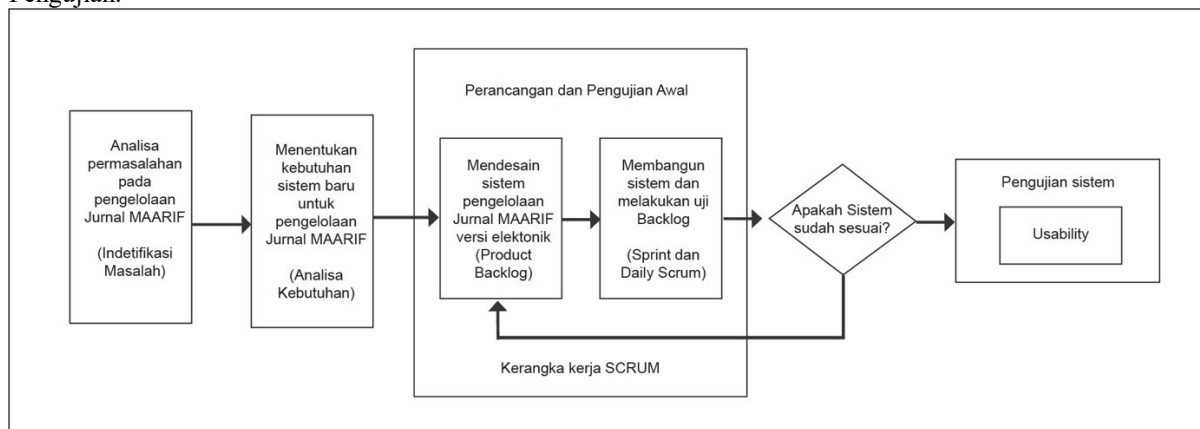 Pengujian.
Analisa
permasalahan
pada
pengelolaan
Jurnal MAARIF
(Indetifikasi
Masalah)
Menentukan
kebutuhan
sistem baru
untuk
pengelolaan
Jurnal MAARIF
(Analisa
Kebutuhan)
Perancangan dan Pengujian Awal
Mendesain
sistem
pengelolaan
Jurnal MAARIF
versi elektonik
(Product
Backlog)
Membangun
sistem dan
melakukan uji
Backlog
(Sprint dan
Daily Scrum)
Kerangka kerja SCRUM
Apakah Sistem
sudah sesuai?
Pengujian sistem
Usability